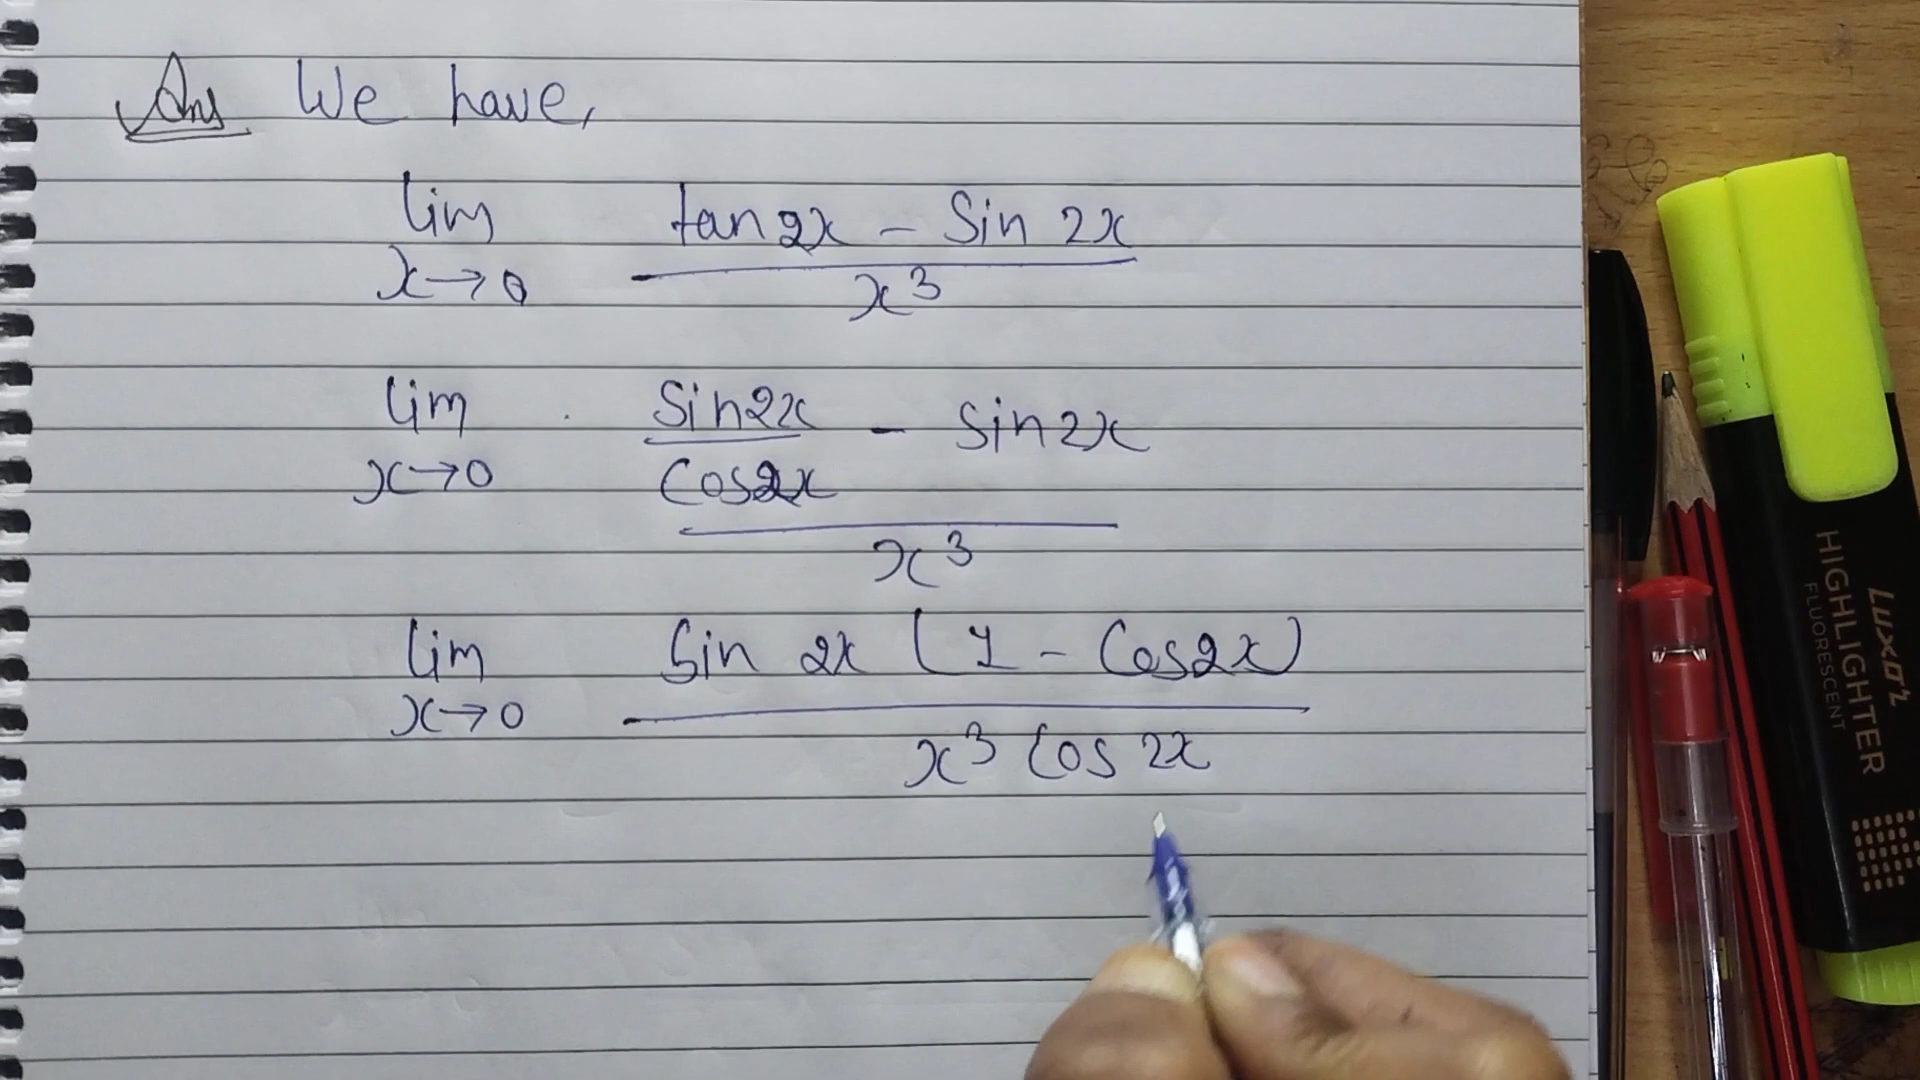 Ans We have,
lim tan2x - Sin 2x
x→0 x³
lim Sin2x - Sin2x
x→0 Cos2x
x³
lim Sin 2x (1 - Cos2x)
x→0 x³ Cos 2x
Luxor
HIGHLIGHTER
FLUORESCENT